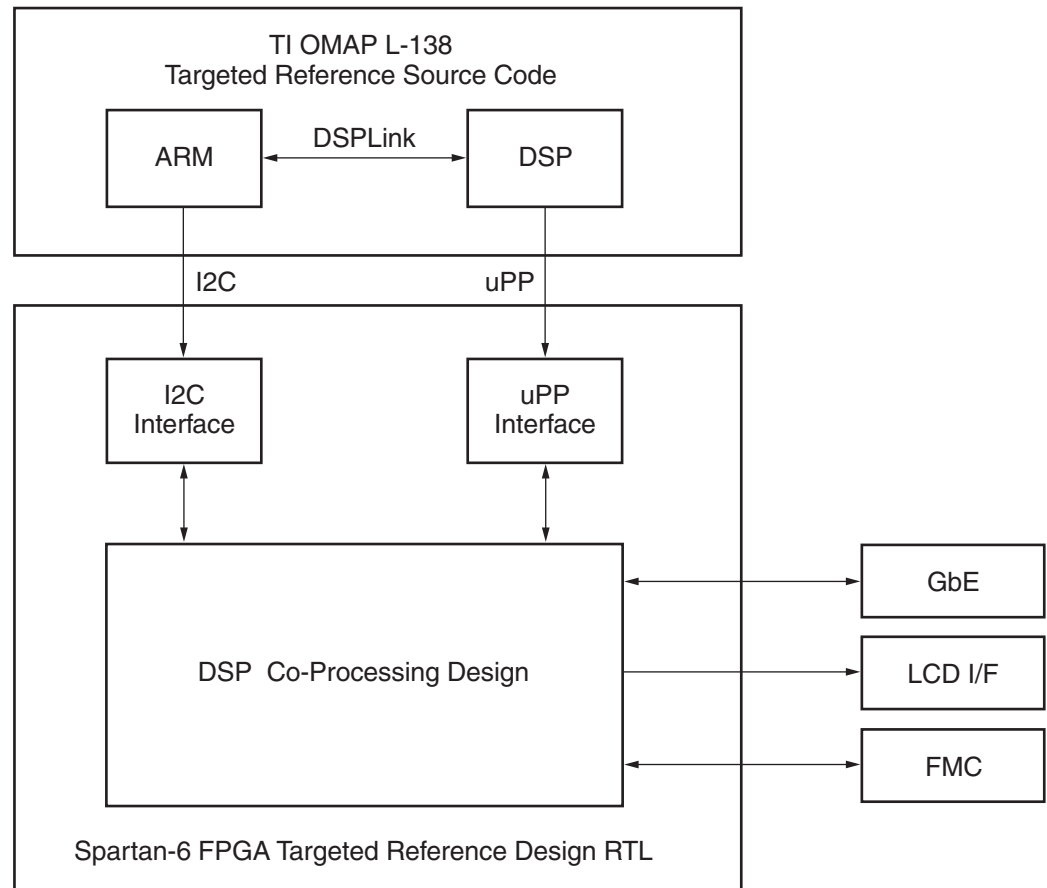 TI OMAP L-138
Targeted Reference Source Code
ARM
DSPLink
DSP
I2C
uPP
I2C
Interface
uPP
Interface
DSP Co-Processing Design
GbE
LCD I/F
FMC
Spartan-6 FPGA Targeted Reference Design RTL